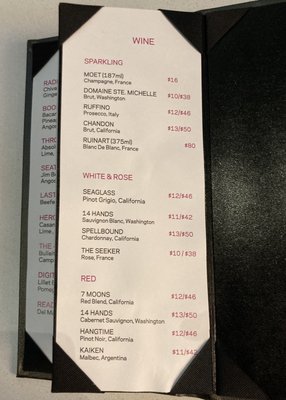 WINE
SPARKLING
MOET (187ml) $16
Champagne, France
DOMAINE STE. MICHELLE $10/$38
Brut, Washington
RUFFINO $12/$46
Prosecco, Italy
CHANDON $13/$50
Brut, California
RUINART (375ml) $80
Blanc De Blanc, France
WHITE & ROSE
SEAGLASS $12/$46
Pinot Grigio, California
14 HANDS $11/$42
Sauvignon Blanc, Washington
SPELLBOUND $13/$50
Chardonnay, California
THE SEEKER $10 / $38
Rose, France
RED
7 MOONS $12/$46
Red Blend, California
14 HANDS $13/$50
Cabernet Sauvignon, Washington
HANGTIME $12/$46
Pinot Noir, California
KAIKEN $11/$42
Malbec, Argentina